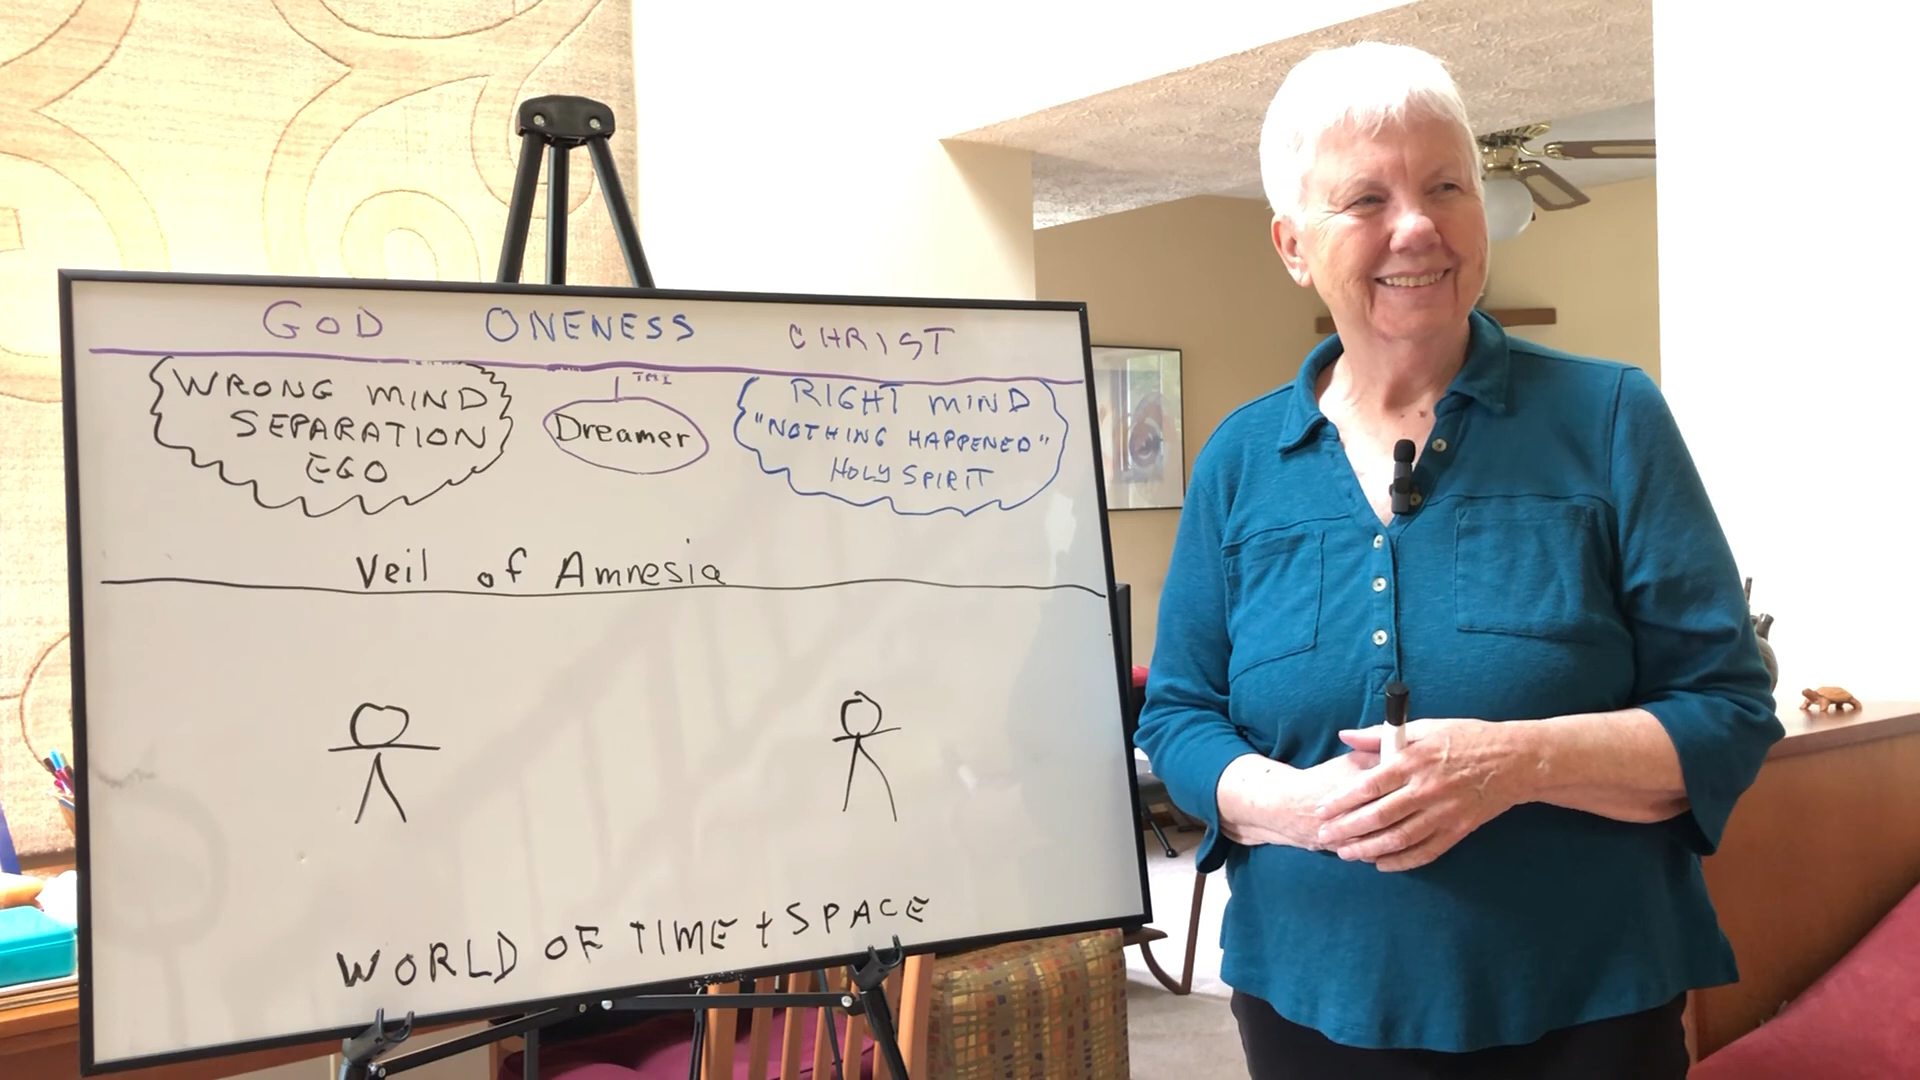 GOD ONENESS CHRIST
WRONG MIND
SEPARATION
EGO
TMI
Dreamer
RIGHT MIND
"NOTHING HAPPENED"
HOLY SPIRIT
Veil of Amnesia
WORLD OF TIME + SPACE